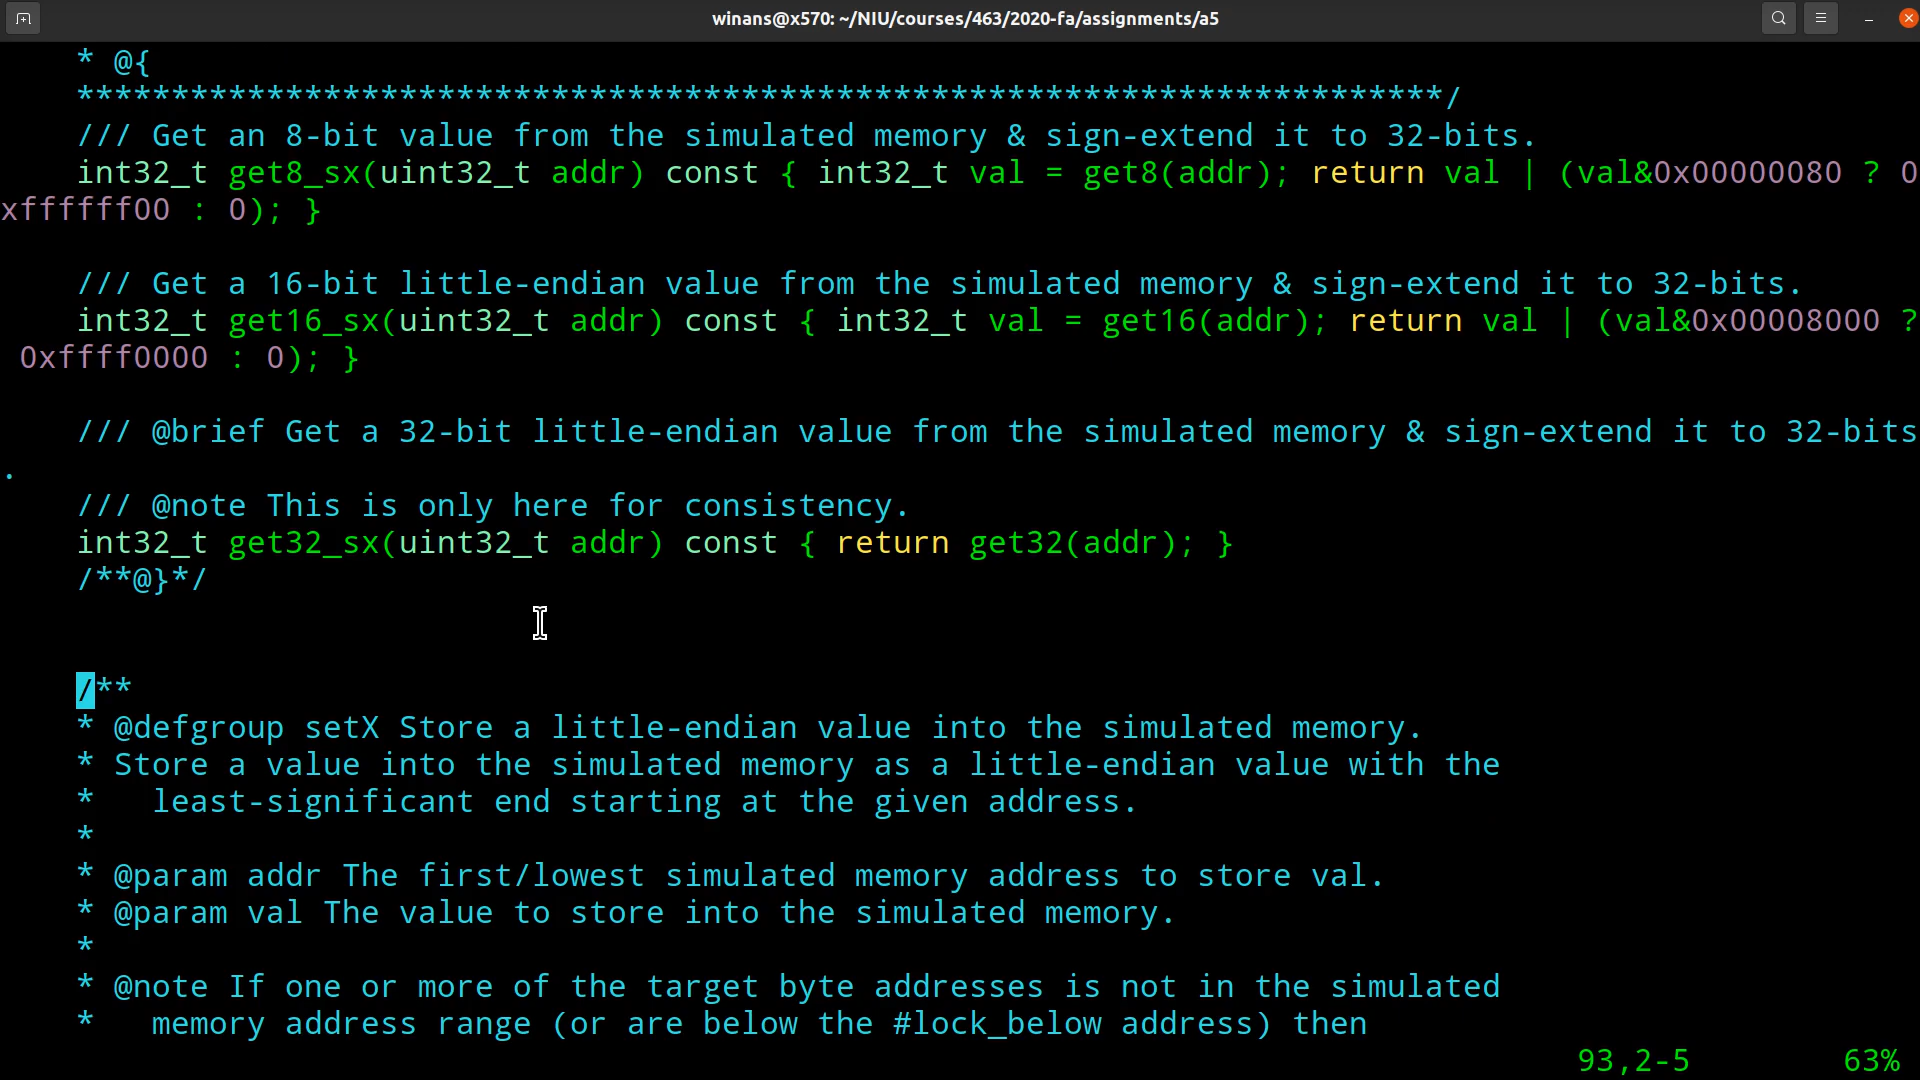 winans@x570: ~/NIU/courses/463/2020-fa/assignments/a5
* @{
************************************************************************/
/// Get an 8-bit value from the simulated memory & sign-extend it to 32-bits.
int32_t get8_sx(uint32_t addr) const { int32_t val = get8(addr); return val | (val&0x00000080 ? 0
xffffff00 : 0); }
/// Get a 16-bit little-endian value from the simulated memory & sign-extend it to 32-bits.
int32_t get16_sx(uint32_t addr) const { int32_t val = get16(addr); return val | (val&0x00008000 ?
0xffff0000 : 0); }
/// @brief Get a 32-bit little-endian value from the simulated memory & sign-extend it to 32-bits
.
/// @note This is only here for consistency.
int32_t get32_sx(uint32_t addr) const { return get32(addr); }
/**@}*/
/**
* @defgroup setX Store a little-endian value into the simulated memory.
* Store a value into the simulated memory as a little-endian value with the
*   least-significant end starting at the given address.
*
* @param addr The first/lowest simulated memory address to store val.
* @param val The value to store into the simulated memory.
*
* @note If one or more of the target byte addresses is not in the simulated
*   memory address range (or are below the #lock_below address) then
93,2-5 63%